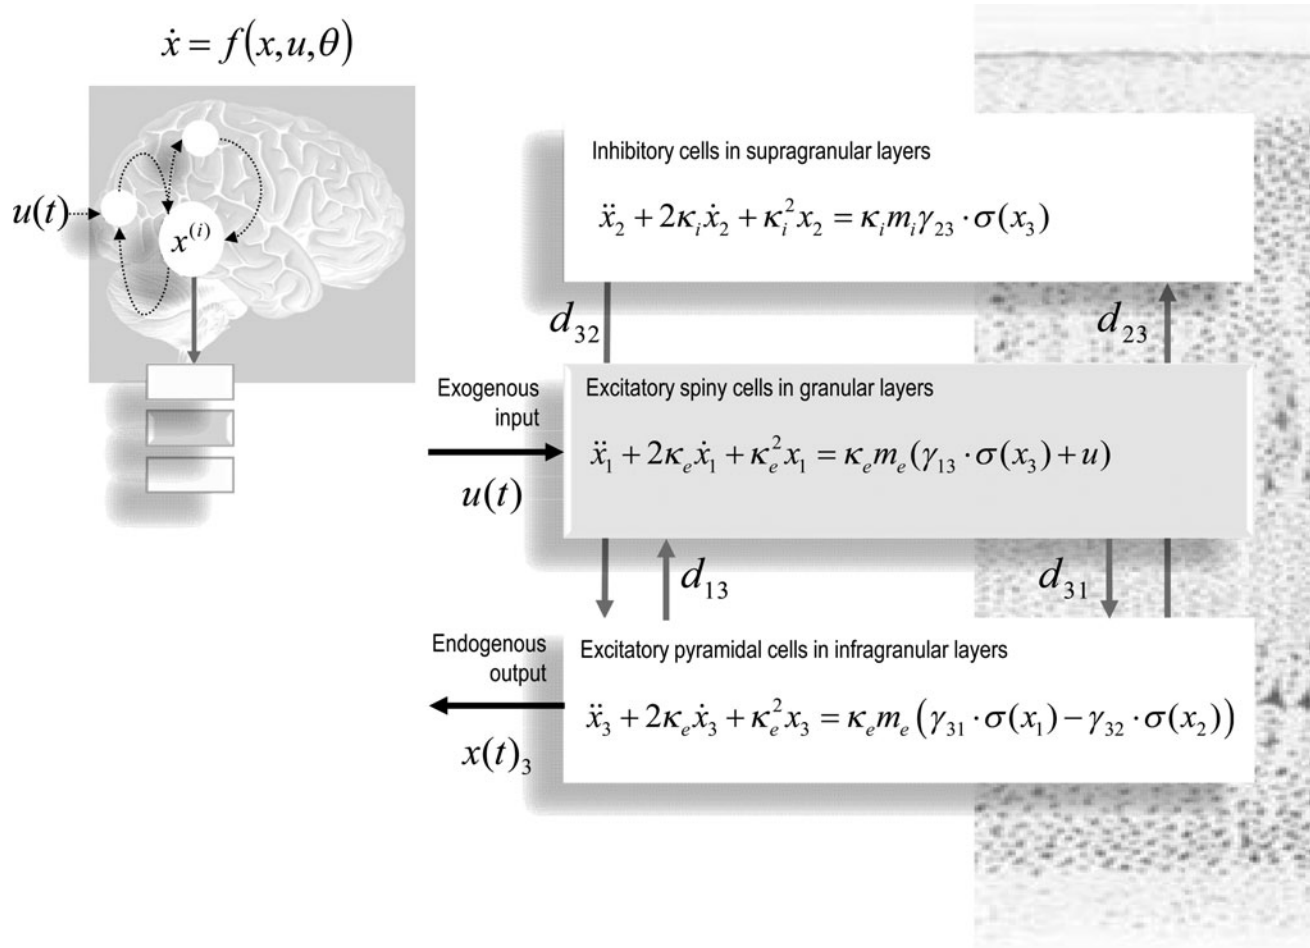 ẋ = f(x,u,θ)
u(t)
x⁽ⁱ⁾
Inhibitory cells in supragranular layers
ẍ₂ + 2κᵢẋ₂ + κᵢ²x₂ = κᵢmᵢγ₂₃ · σ(x₃)
d₃₂
d₂₃
Exogenous
input
u(t)
Excitatory spiny cells in granular layers
ẍ₁ + 2κₑẋ₁ + κₑ²x₁ = κₑmₑ(γ₁₃ · σ(x₃) + u)
d₁₃
d₃₁
Endogenous
output
x(t)₃
Excitatory pyramidal cells in infragranular layers
ẍ₃ + 2κₑẋ₃ + κₑ²x₃ = κₑmₑ(γ₃₁ · σ(x₁) − γ₃₂ · σ(x₂))